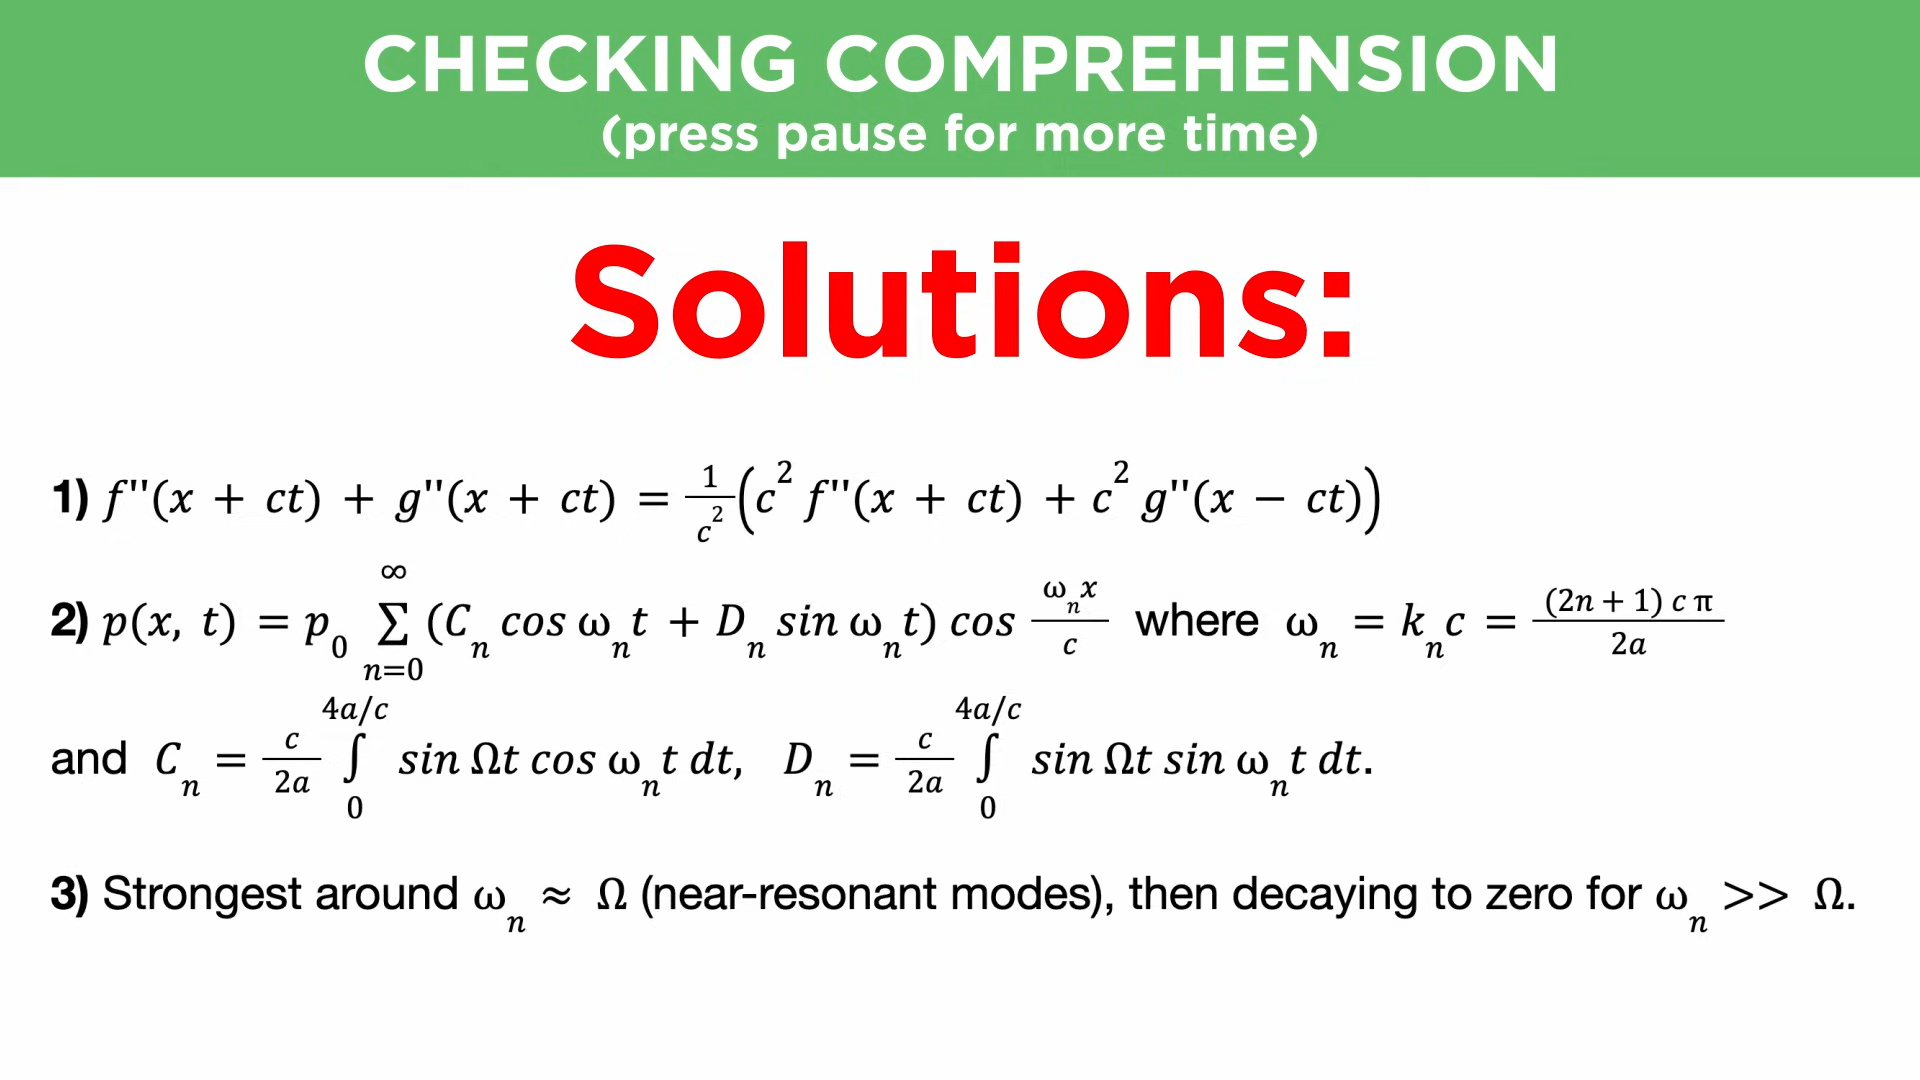 CHECKING COMPREHENSION
(press pause for more time)
Solutions:
1) f''(x + ct) + g''(x + ct) = 1/c² (c² f''(x + ct) + c² g''(x − ct))
2) p(x, t) = p₀ ∑_{n=0}^{∞} (Cₙ cos ωₙt + Dₙ sin ωₙt) cos ωₙx/c where ωₙ = kₙc = (2n + 1) c π/2a
and Cₙ = c/2a ∫₀^{4a/c} sin Ωt cos ωₙt dt, Dₙ = c/2a ∫₀^{4a/c} sin Ωt sin ωₙt dt.
3) Strongest around ωₙ ≈ Ω (near-resonant modes), then decaying to zero for ωₙ >> Ω.